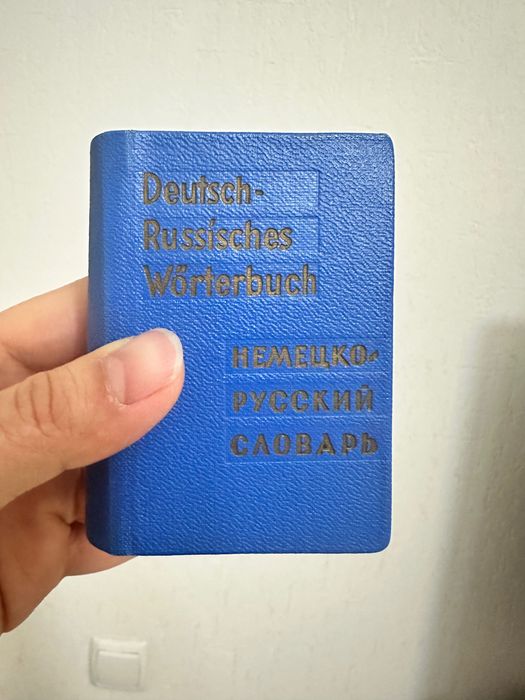 Deutsch-
Russisches
Wörterbuch
НЕМЕЦКО-
РУССКИЙ
СЛОВАРЬ